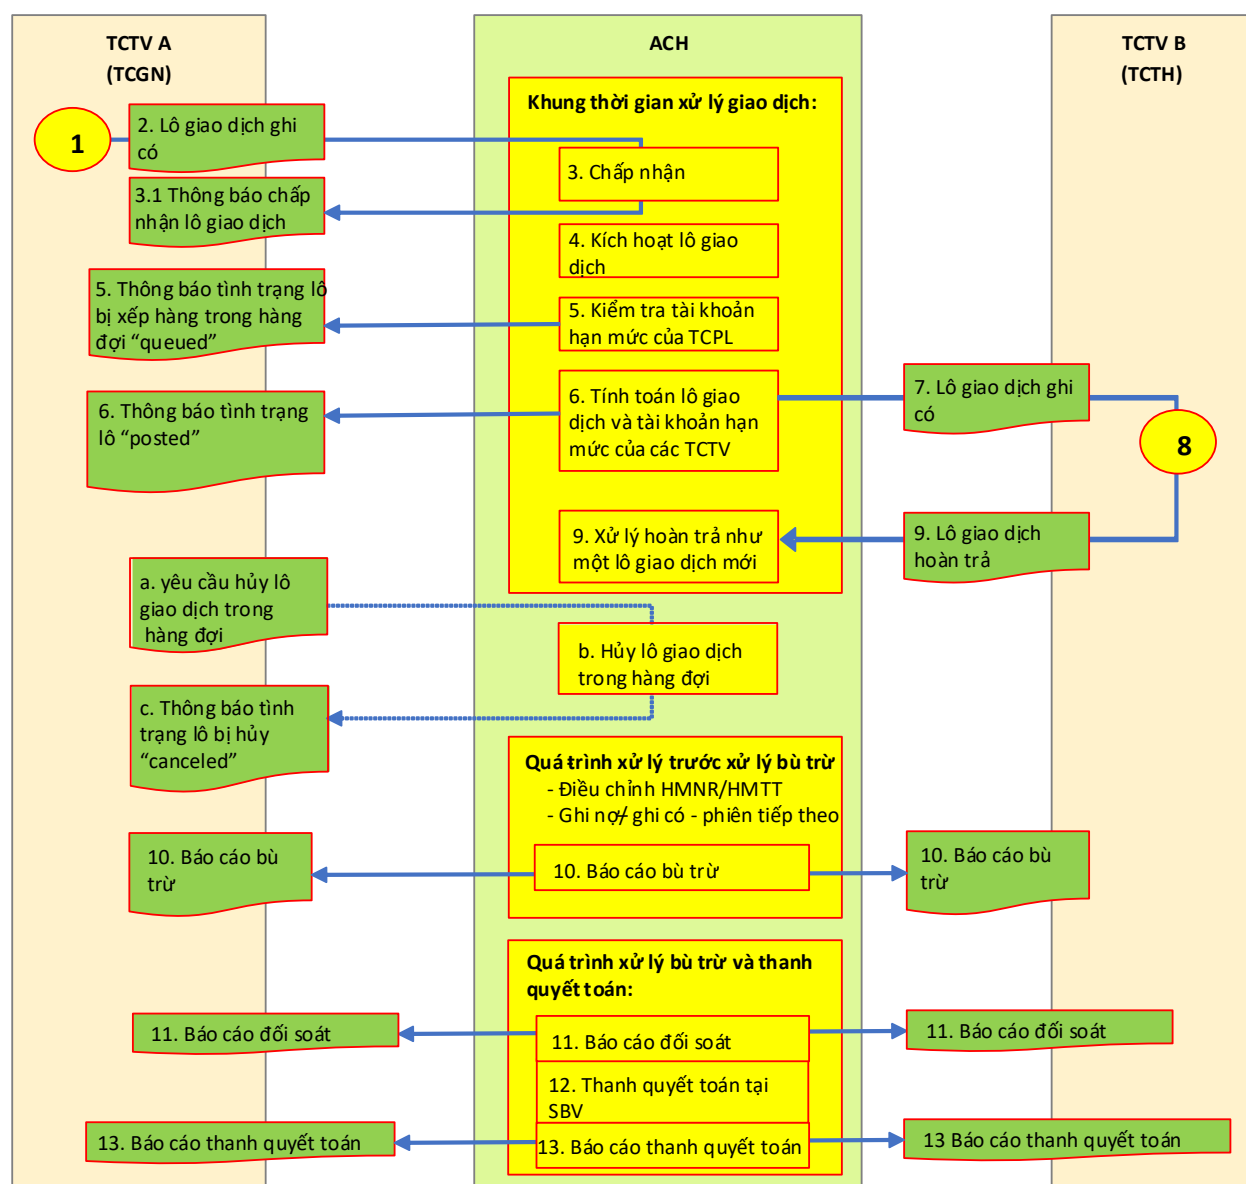 TCTV A
(TCGN)
ACH
TCTV B
(TCTH)
Khung thời gian xử lý giao dịch:
1
2. Lô giao dịch ghi
có
3. Chấp nhận
3.1 Thông báo chấp
nhận lô giao dịch
4. Kích hoạt lô giao
dịch
5. Thông báo tình trạng lô
bị xếp hàng trong hàng
đợi “queued”
5. Kiểm tra tài khoản
hạn mức của TCPL
6. Thông báo tình trạng
lô “posted”
6. Tính toán lô giao
dịch và tài khoản hạn
mức của các TCTV
7. Lô giao dịch ghi
có
8
9. Xử lý hoàn trả như
một lô giao dịch mới
9. Lô giao dịch
hoàn trả
a. yêu cầu hủy lô
giao dịch trong
hàng đợi
b. Hủy lô giao dịch
trong hàng đợi
c. Thông báo tình
trạng lô bị hủy
“canceled”
Quá trình xử lý trước xử lý bù trừ
- Điều chỉnh HMNR/HMTT
- Ghi nợ/ ghi có - phiên tiếp theo
10. Báo cáo bù
trừ
10. Báo cáo bù trừ
10. Báo cáo bù
trừ
Quá trình xử lý bù trừ và thanh
quyết toán:
11. Báo cáo đối soát
11. Báo cáo đối soát
11. Báo cáo đối soát
12. Thanh quyết toán tại
SBV
13. Báo cáo thanh quyết toán
13. Báo cáo thanh quyết toán
13 Báo cáo thanh quyết toán